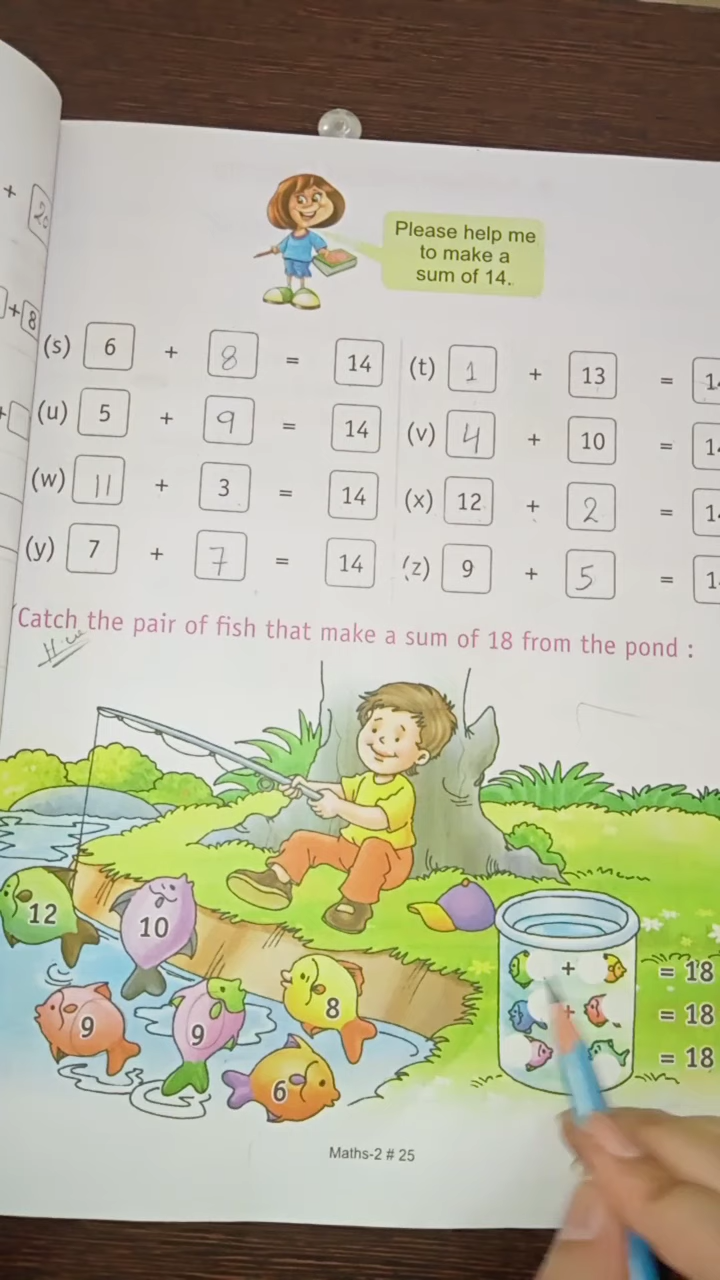 + 20
+ 8
+
Please help me
to make a
sum of 14.
(s) 6 + 8 = 14 (t) 1 + 13 =
(u) 5 + 9 = 14 (v) 4 + 10 =
(w) 11 + 3 = 14 (x) 12 + 2 =
(y) 7 + 7 = 14 (z) 9 + 5 =
Catch the pair of fish that make a sum of 18 from the pond :
H.w
12
10
8
9
9
6
+ = 18
+ = 18
= 18
Maths-2 # 25